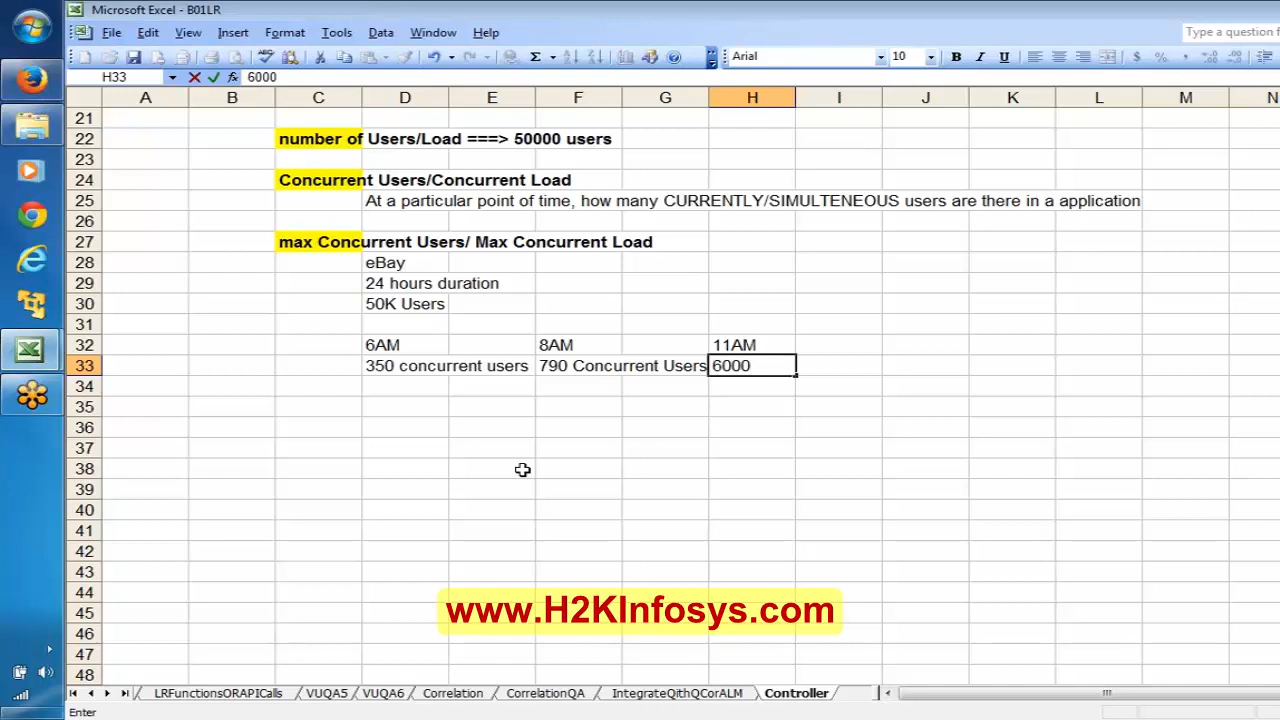 Microsoft Excel - B01LR
File Edit View Insert Format Tools Data Window Help
Type a question f
Arial 10 B I U
H33 fx 6000
A B C D E F G H I J K L M N
21
22 number of Users/Load ===> 50000 users
23
24 Concurrent Users/Concurrent Load
25 At a particular point of time, how many CURRENTLY/SIMULTENEOUS users are there in a application
26
27 max Concurrent Users/ Max Concurrent Load
28 eBay
29 24 hours duration
30 50K Users
31
32 6AM 8AM 11AM
33 350 concurrent users 790 Concurrent Users 6000
34
35
36
37
38
39
40
41
42
43
44
www.H2KInfosys.com
45
46
47
48
LRFunctionsORAPICalls VUQA5 VUQA6 Correlation CorrelationQA IntegrateQithQCorALM Controller
Enter